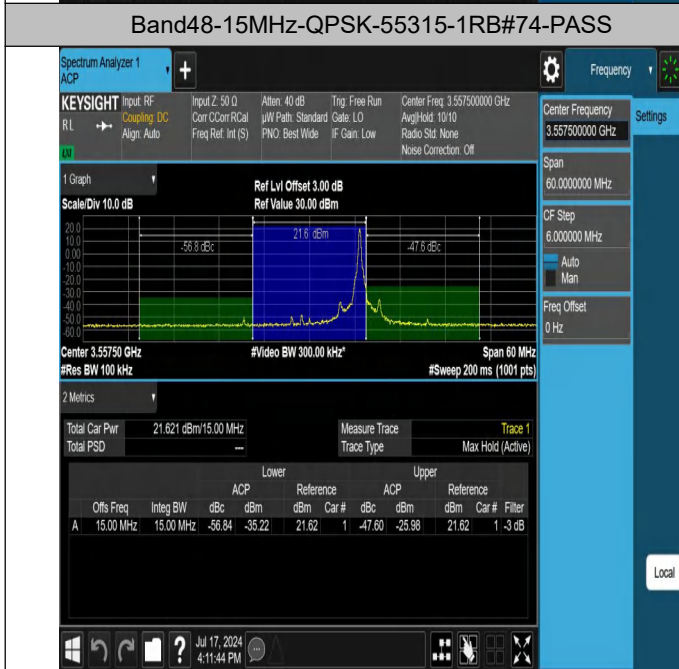 Band48-15MHz-QPSK-55315-1RB#74-PASS
Spectrum Analyzer 1
ACP
Frequency
KEYSIGHT
RL
LXI
Input: RF
Coupling: DC
Align: Auto
Input Z: 50 Ω
Corr CCorr RCal
Freq Ref: Int (S)
Atten: 40 dB
µW Path: Standard
PNO: Best Wide
Trig: Free Run
Gate: LO
IF Gain: Low
Center Freq: 3.557500000 GHz
Avg|Hold: 10/10
Radio Std: None
Noise Correction: Off
Center Frequency
3.557500000 GHz
Settings
Span
60.0000000 MHz
CF Step
6.000000 MHz
Auto
Man
Freq Offset
0 Hz
1 Graph
Scale/Div 10.0 dB
Ref Lvl Offset 3.00 dB
Ref Value 30.00 dBm
20.0
10.0
0.00
-10.0
-20.0
-30.0
-40.0
-50.0
-60.0
-56.8 dBc
21.6 dBm
-47.6 dBc
Center 3.55750 GHz
#Video BW 300.00 kHz*
Span 60 MHz
#Res BW 100 kHz
#Sweep 200 ms (1001 pts)
2 Metrics
Total Car Pwr 21.621 dBm/15.00 MHz
Total PSD ---
Measure Trace Trace 1
Trace Type Max Hold (Active)
Lower Upper
ACP Reference ACP Reference
Offs Freq Integ BW dBc dBm dBm Car # dBc dBm dBm Car # Filter
A 15.00 MHz 15.00 MHz -56.84 -35.22 21.62 1 -47.60 -25.98 21.62 1 -3 dB
Local
Jul 17, 2024
4:11:44 PM